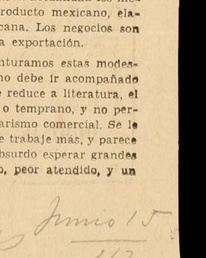 roducto mexicano, ela-
cana. Los negocios son
a exportación.
nturamos estas modes-
no debe ir acompañado
e reduce a literatura, el
o temprano, y no per-
arismo comercial. Se le
e trabaje más, y parece
absurdo esperar grandes
o, peor atendido, y un
Junio 15